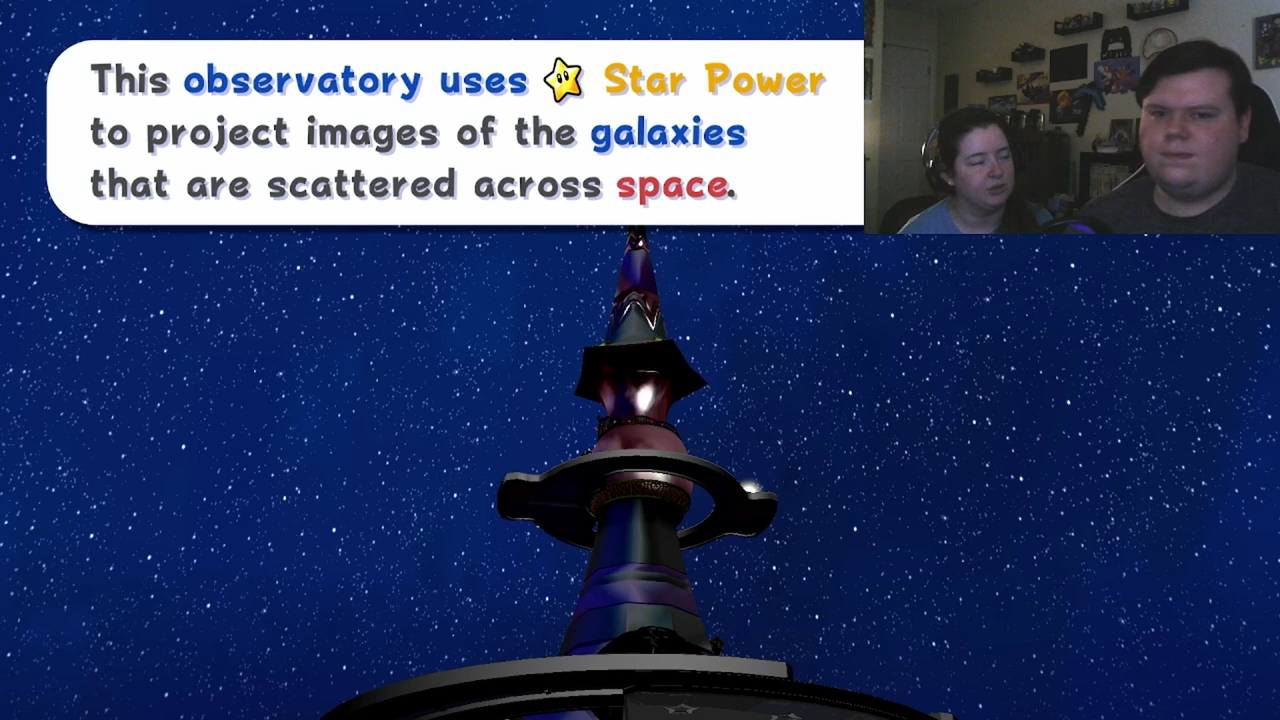 This observatory uses Star Power
to project images of the galaxies
that are scattered across space.